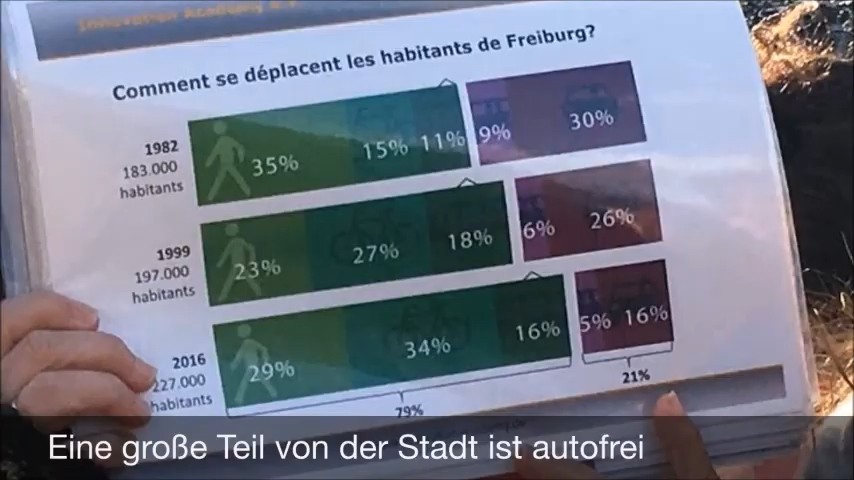 Innovation Academy e.V.
Comment se déplacent les habitants de Freiburg?
1982
183.000
habitants
35% 15% 11% 9% 30%
1999
197.000
habitants
23% 27% 18% 6% 26%
2016
227.000
habitants
29% 34% 16% 5% 16%
79% 21%
Eine große Teil von der Stadt ist autofrei